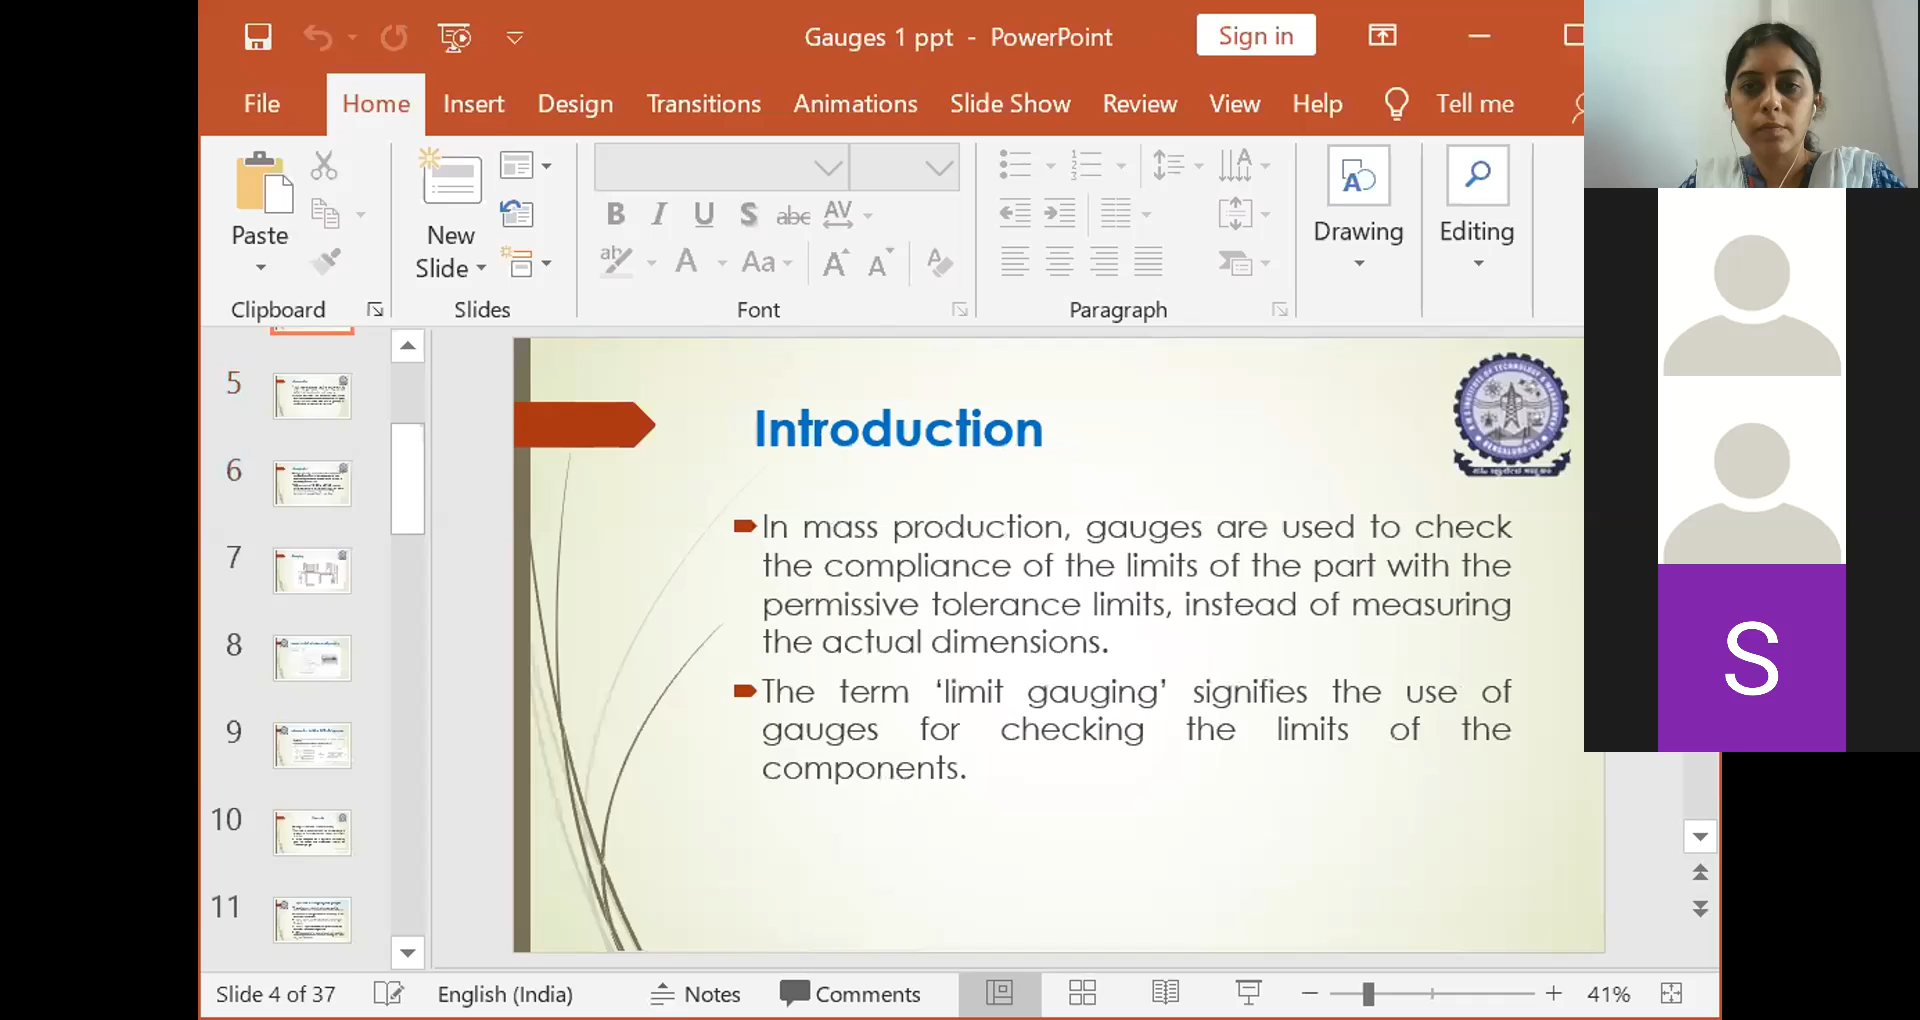 Gauges 1 ppt - PowerPoint
Sign in
File Home Insert Design Transitions Animations Slide Show Review View Help Tell me
Paste
New
Slide
Drawing
Editing
Clipboard
Slides
Font
Paragraph
5
6
7
8
9
10
11
Introduction
In mass production, gauges are used to check
the compliance of the limits of the part with the
permissive tolerance limits, instead of measuring
the actual dimensions.
The term ‘limit gauging’ signifies the use of
gauges for checking the limits of the
components.
S
Slide 4 of 37
English (India)
Notes
Comments
41%